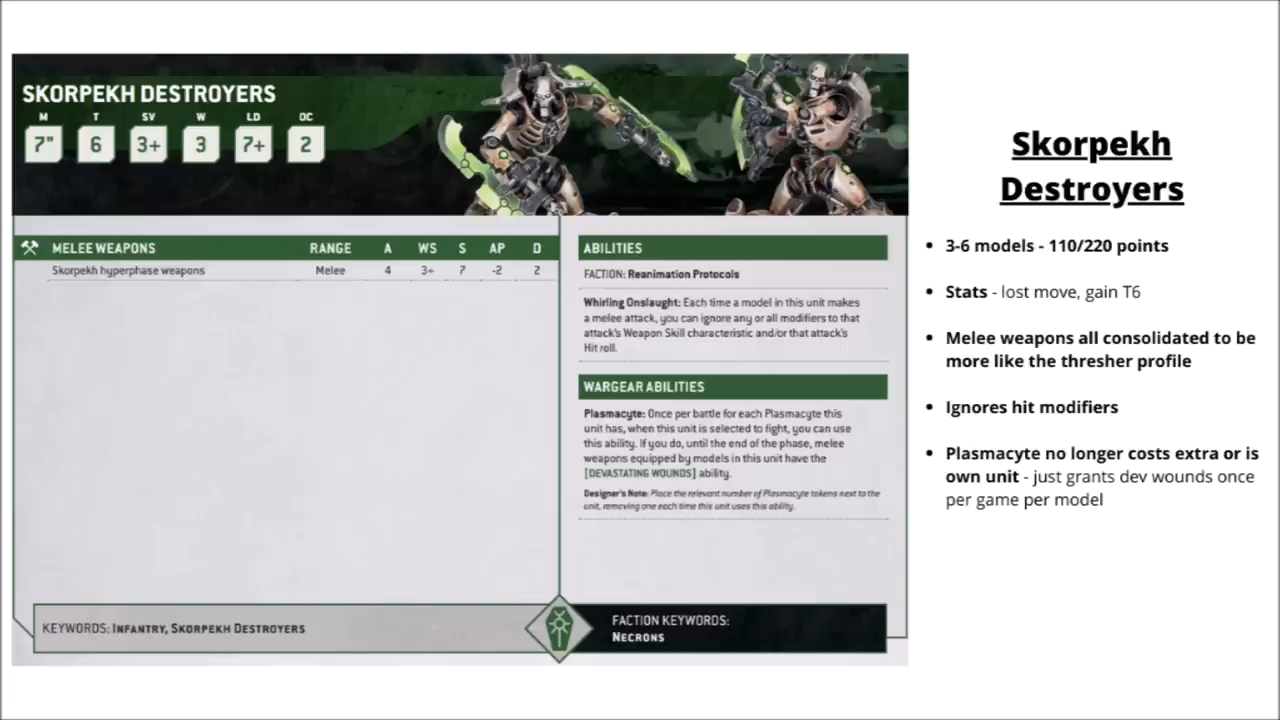 SKORPEKH DESTROYERS
M T SV W LD OC
7" 6 3+ 3 7+ 2
MELEE WEAPONS RANGE A WS S AP D
Skorpekh hyperphase weapons Melee 4 3+ 7 -2 2
ABILITIES
FACTION: Reanimation Protocols
Whirling Onslaught: Each time a model in this unit makes
a melee attack, you can ignore any or all modifiers to that
attack's Weapon Skill characteristic and/or that attack's
Hit roll.
WARGEAR ABILITIES
Plasmacyte: Once per battle for each Plasmacyte this
unit has, when this unit is selected to fight, you can use
this ability. If you do, until the end of the phase, melee
weapons equipped by models in this unit have the
[DEVASTATING WOUNDS] ability.
Designer's Note: Place the relevant number of Plasmacyte tokens next to the
unit, removing one each time this unit uses this ability.
KEYWORDS: INFANTRY, SKORPEKH DESTROYERS
FACTION KEYWORDS:
NECRONS
Skorpekh
Destroyers
• 3-6 models - 110/220 points
• Stats - lost move, gain T6
• Melee weapons all consolidated to be
more like the thresher profile
• Ignores hit modifiers
• Plasmacyte no longer costs extra or is
own unit - just grants dev wounds once
per game per model